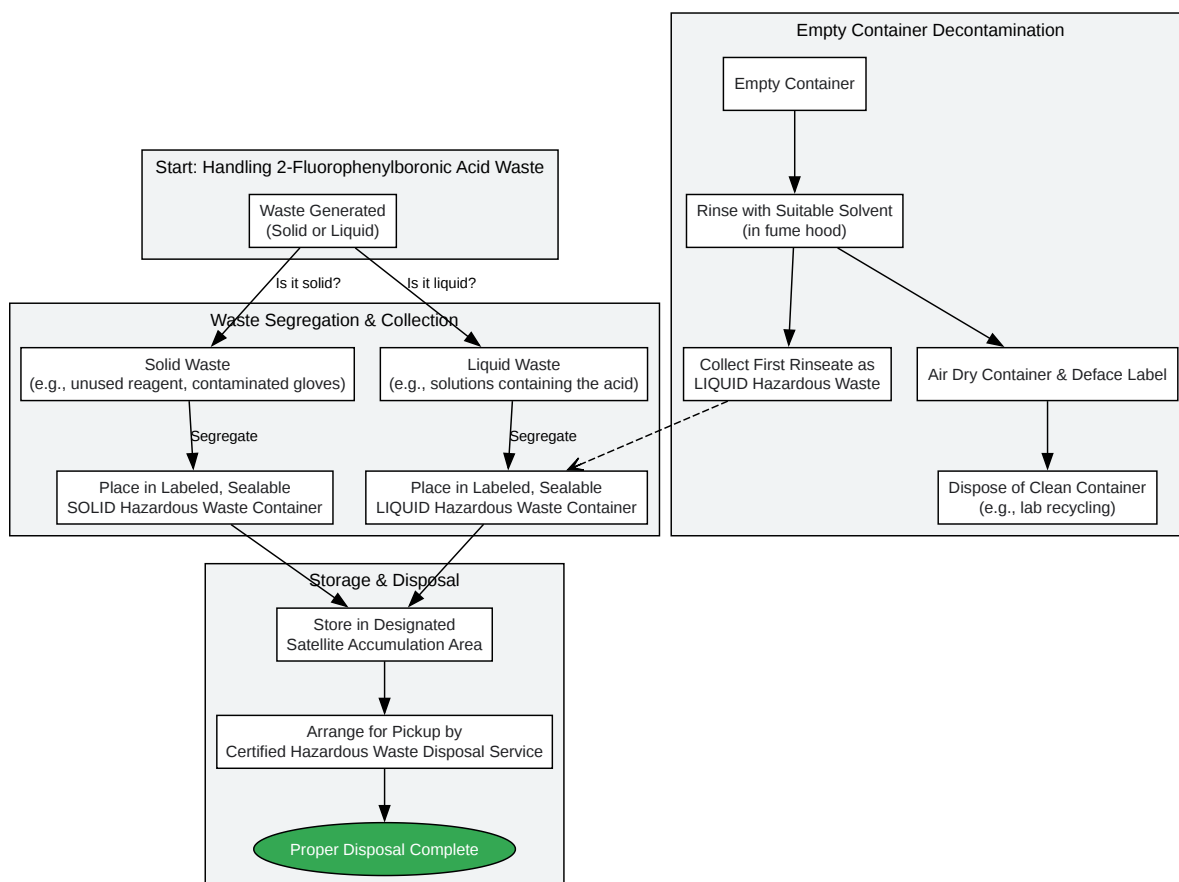 Empty Container Decontamination
Empty Container
Start: Handling 2-Fluorophenylboronic Acid Waste
Waste Generated
(Solid or Liquid)
Rinse with Suitable Solvent
(in fume hood)
Is it solid?
Is it liquid?
Waste Segregation & Collection
Solid Waste
(e.g., unused reagent, contaminated gloves)
Liquid Waste
(e.g., solutions containing the acid)
Collect First Rinseate as
LIQUID Hazardous Waste
Air Dry Container & Deface Label
Segregate
Segregate
Place in Labeled, Sealable
SOLID Hazardous Waste Container
Place in Labeled, Sealable
LIQUID Hazardous Waste Container
Dispose of Clean Container
(e.g., lab recycling)
Storage & Disposal
Store in Designated
Satellite Accumulation Area
Arrange for Pickup by
Certified Hazardous Waste Disposal Service
Proper Disposal Complete